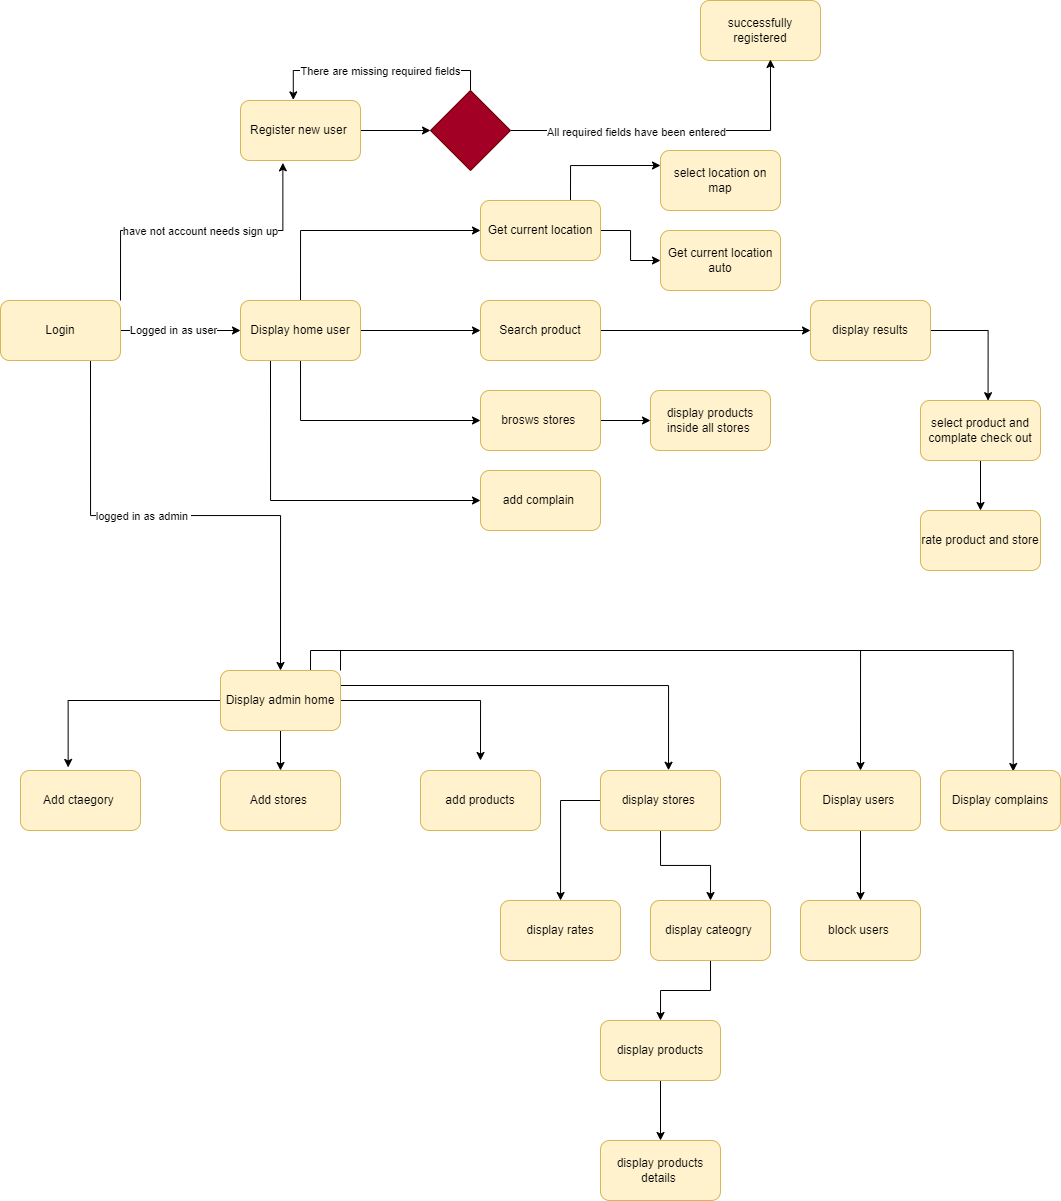 successfully
registered
There are missing required fields
Register new user
All required fields have been entered
select location on
map
have not account needs sign up
Get current location
Get current location
auto
Login
Logged in as user
Display home user
Search product
display results
brosws stores
display products
inside all stores
select product and
complate check out
add complain
logged in as admin
rate product and store
Display admin home
Add ctaegory
Add stores
add products
display stores
Display users
Display complains
display rates
display cateogry
block users
display products
display products
details